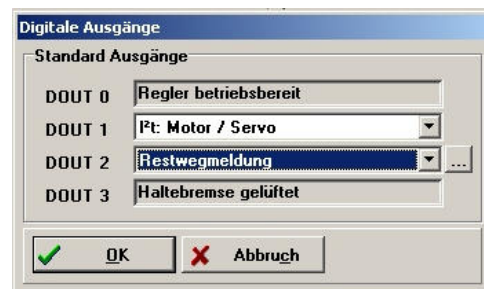 Digitale Ausgänge
Standard Ausgänge
DOUT 0 Regler betriebsbereit
DOUT 1 I²t: Motor / Servo
DOUT 2 Restwegmeldung ...
DOUT 3 Haltebremse gelüftet
OK Abbruch